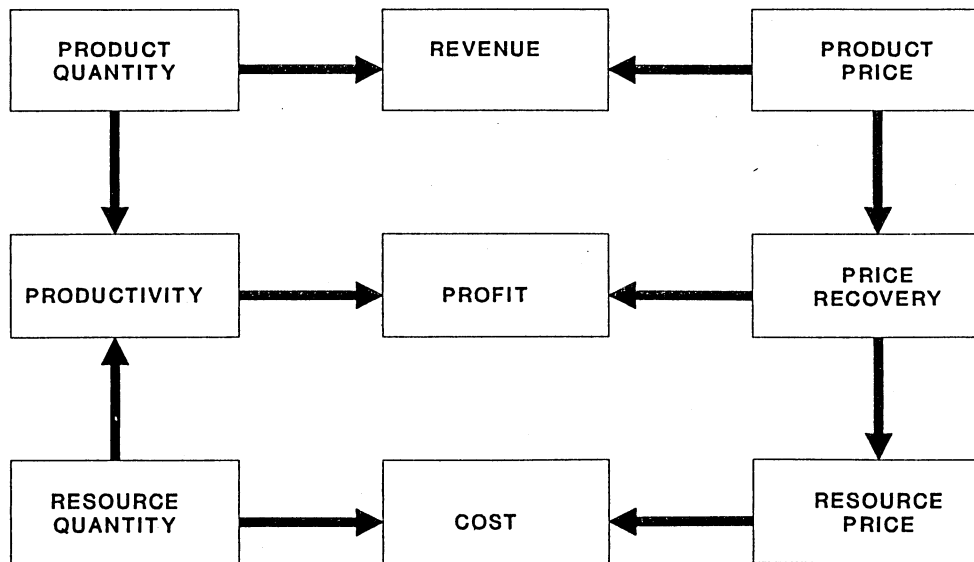 PRODUCT
QUANTITY
REVENUE
PRODUCT
PRICE
PRODUCTIVITY
PROFIT
PRICE
RECOVERY
RESOURCE
QUANTITY
COST
RESOURCE
PRICE